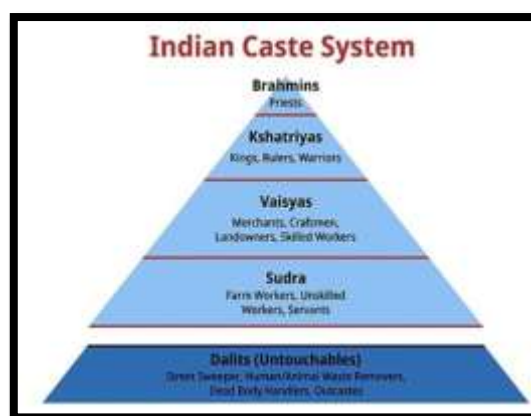 Indian Caste System
Brahmins
Priests
Kshatriyas
Kings, Rulers, Warriors
Vaisyas
Merchants, Craftsmen,
Landowners, Skilled Workers
Sudra
Farm Workers, Unskilled
Workers, Servants
Dalits (Untouchables)
Street Sweeper, Human/Animal Waste Removers,
Dead Body Handlers, Outcastes